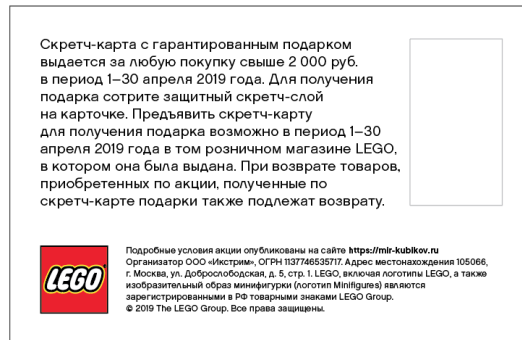 Скретч-карта с гарантированным подарком
выдается за любую покупку свыше 2 000 руб.
в период 1–30 апреля 2019 года. Для получения
подарка сотрите защитный скретч-слой
на карточке. Предъявить скретч-карту
для получения подарка возможно в период 1–30
апреля 2019 года в том розничном магазине LEGO,
в котором она была выдана. При возврате товаров,
приобретенных по акции, полученные по
скретч-карте подарки также подлежат возврату.
LEGO
Подробные условия акции опубликованы на сайте https://mir-kubikov.ru
Организатор ООО «Икстрим», ОГРН 1137746535717. Адрес местонахождения 105066,
г. Москва, ул. Доброслободская, д. 5, стр. 1. LEGO, включая логотипы LEGO, а также
изобразительный образ минифигурки (логотип Minifigures) являются
зарегистрированными в РФ товарными знаками LEGO Group.
© 2019 The LEGO Group. Все права защищены.